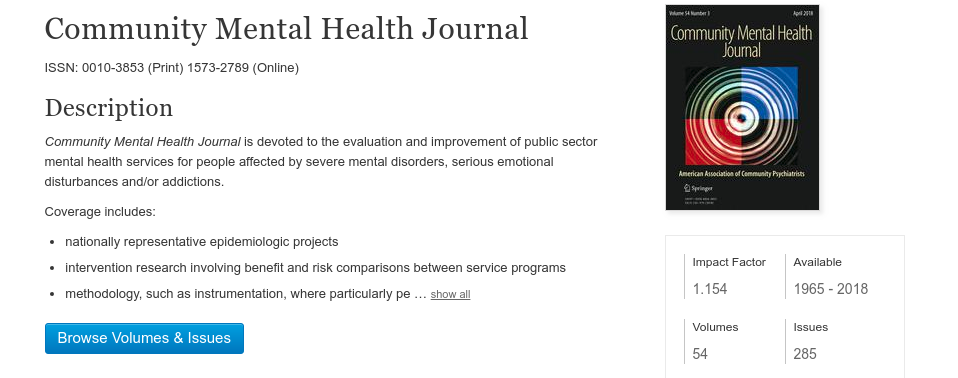 Community Mental Health Journal
ISSN: 0010-3853 (Print) 1573-2789 (Online)
Description
Community Mental Health Journal is devoted to the evaluation and improvement of public sector
mental health services for people affected by severe mental disorders, serious emotional
disturbances and/or addictions.
Coverage includes:
• nationally representative epidemiologic projects
• intervention research involving benefit and risk comparisons between service programs
• methodology, such as instrumentation, where particularly pe … show all
Browse Volumes & Issues
Volume 54 Number 3 April 2018
Community Mental Health
Journal
American Association of Community Psychiatrists
Springer
Impact Factor Available
1.154 1965 - 2018
Volumes Issues
54 285